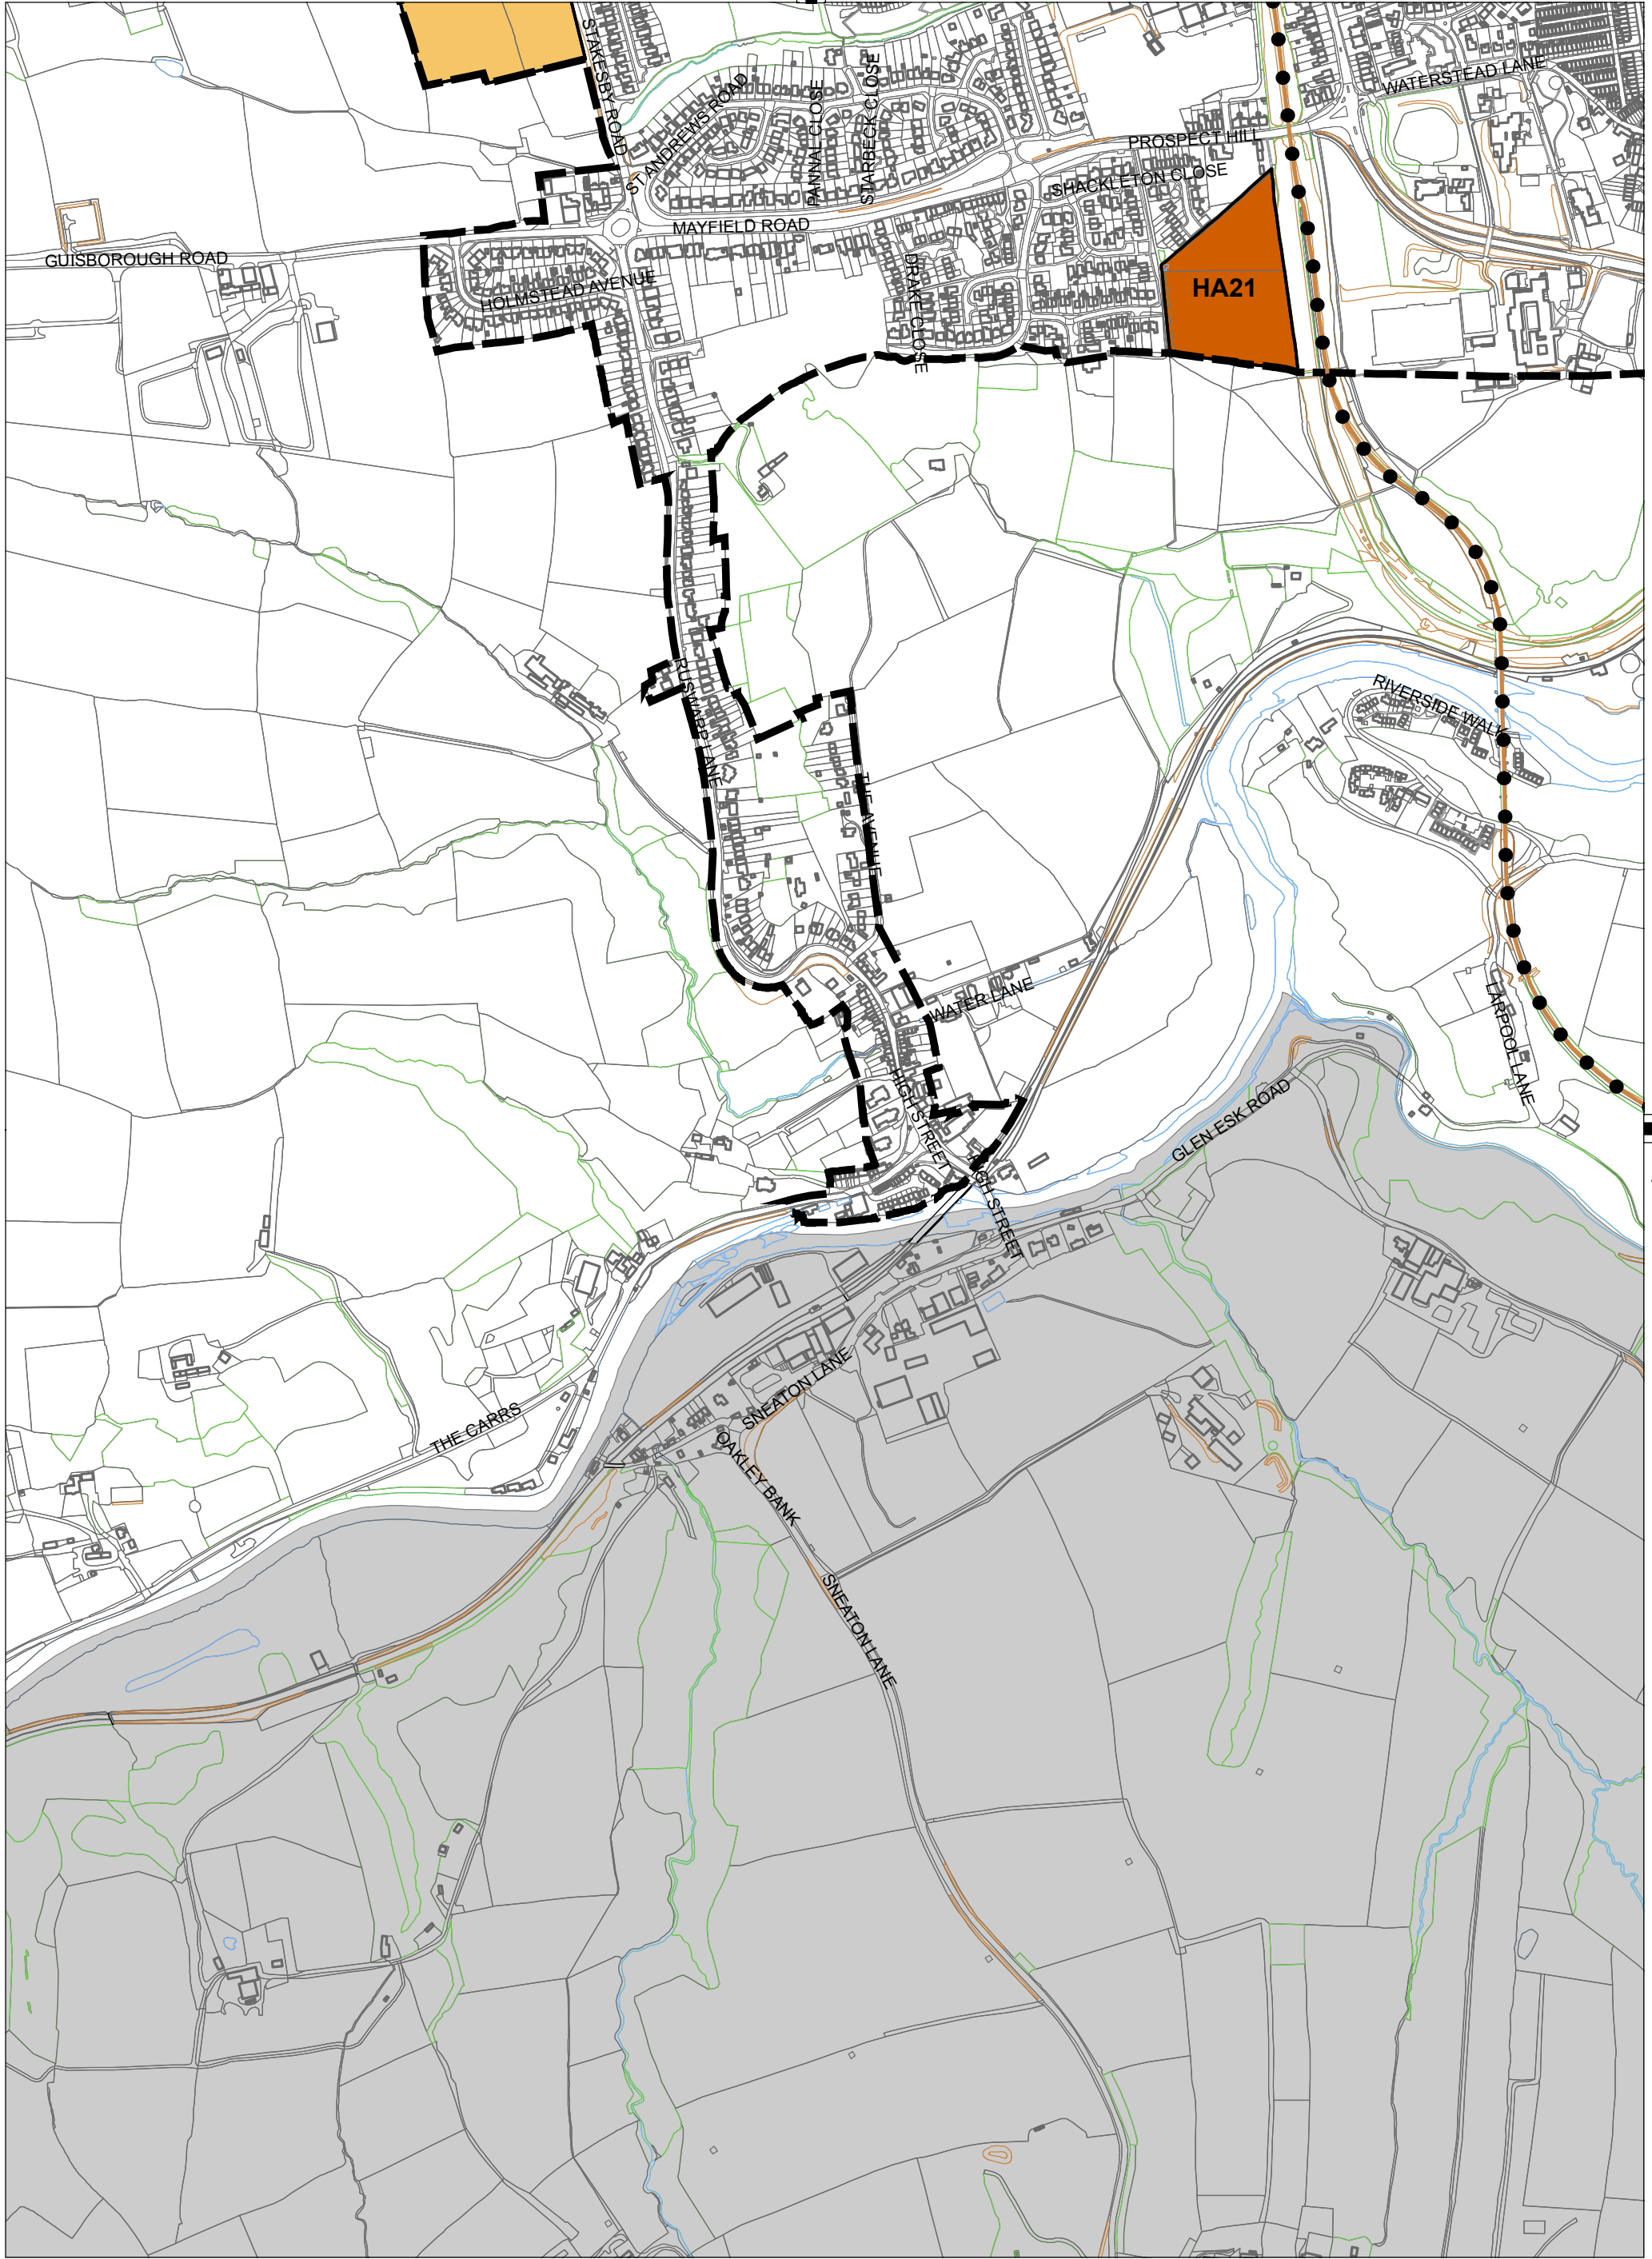 STAKESBY ROAD
WATERSTEAD LANE
ST ANDREWS ROAD
PANNAL CLOSE
STARBECK CLOSE
PROSPECT HILL
SHACKLETON CLOSE
MAYFIELD ROAD
GUISBOROUGH ROAD
HOLMSTEAD AVENUE
DRAKE CLOSE
HA21
RUSWARP LANE
RIVERSIDE WALK
THE AVENUE
WATER LANE
LARPOOL LANE
HIGH STREET
GLEN ESK ROAD
HIGH STREET
SNEATON LANE
THE CARRS
OAKLEY BANK
SNEATON LANE